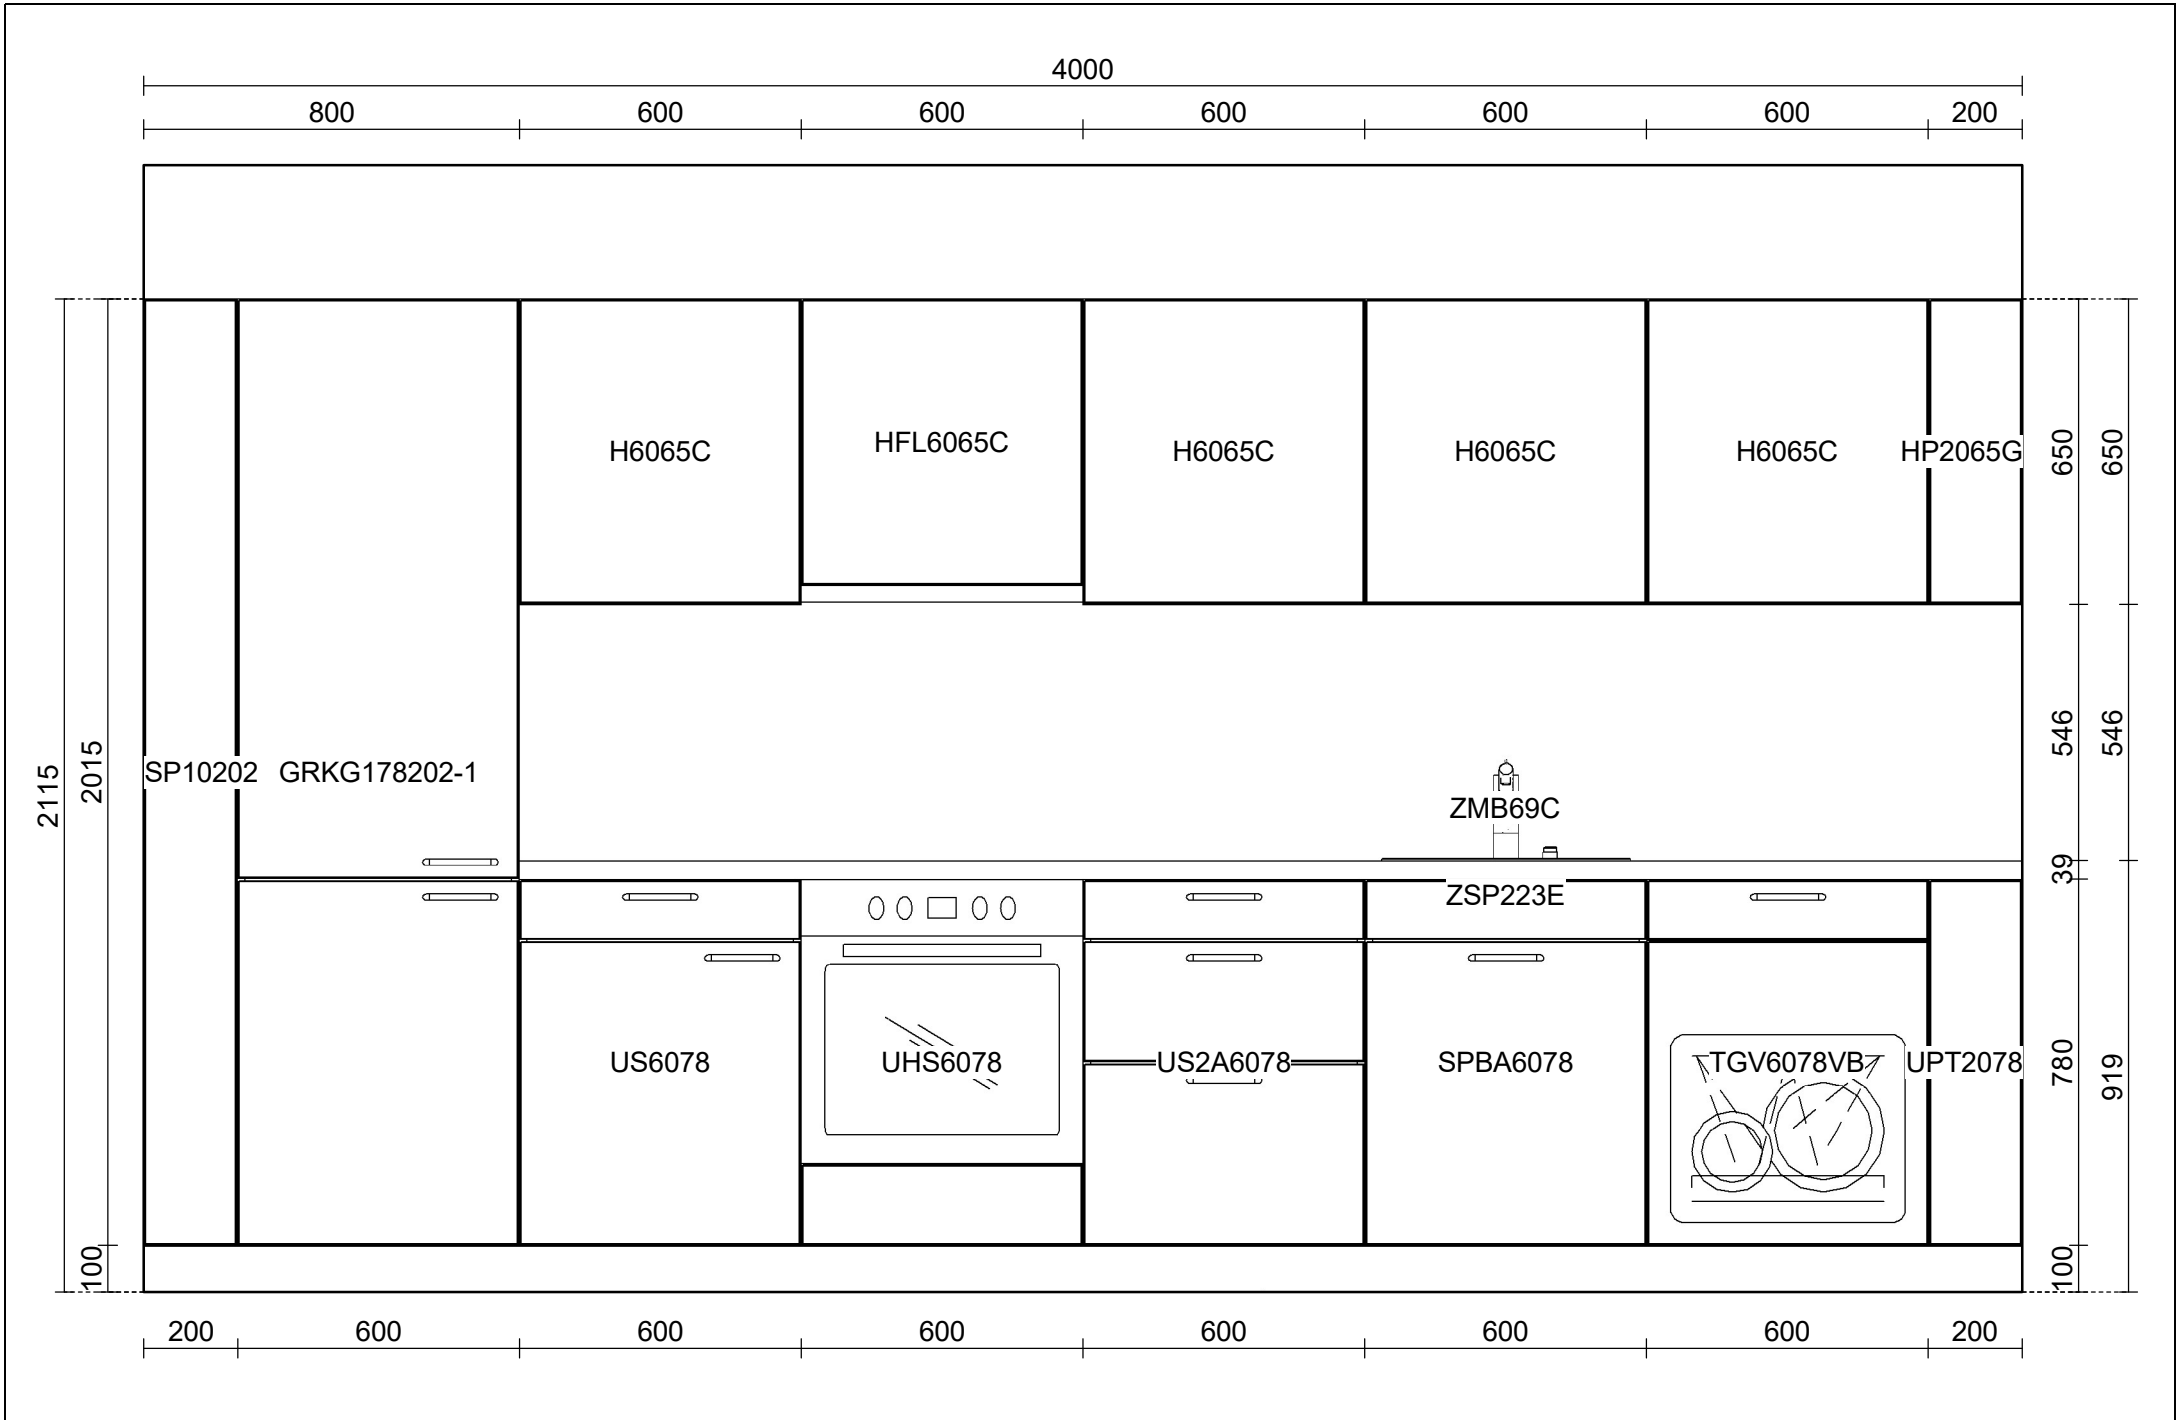 4000
800 600 600 600 600 600 200
H6065C HFL6065C H6065C H6065C H6065C HP2065G
650 650
2115 2015
546 546
SP10202 GRKG178202-1
ZMB69C
39
ZSP223E
US6078 UHS6078 US2A6078 SPBA6078 TGV6078VB UPT2078
780 919
100 100
200 600 600 600 600 600 600 200